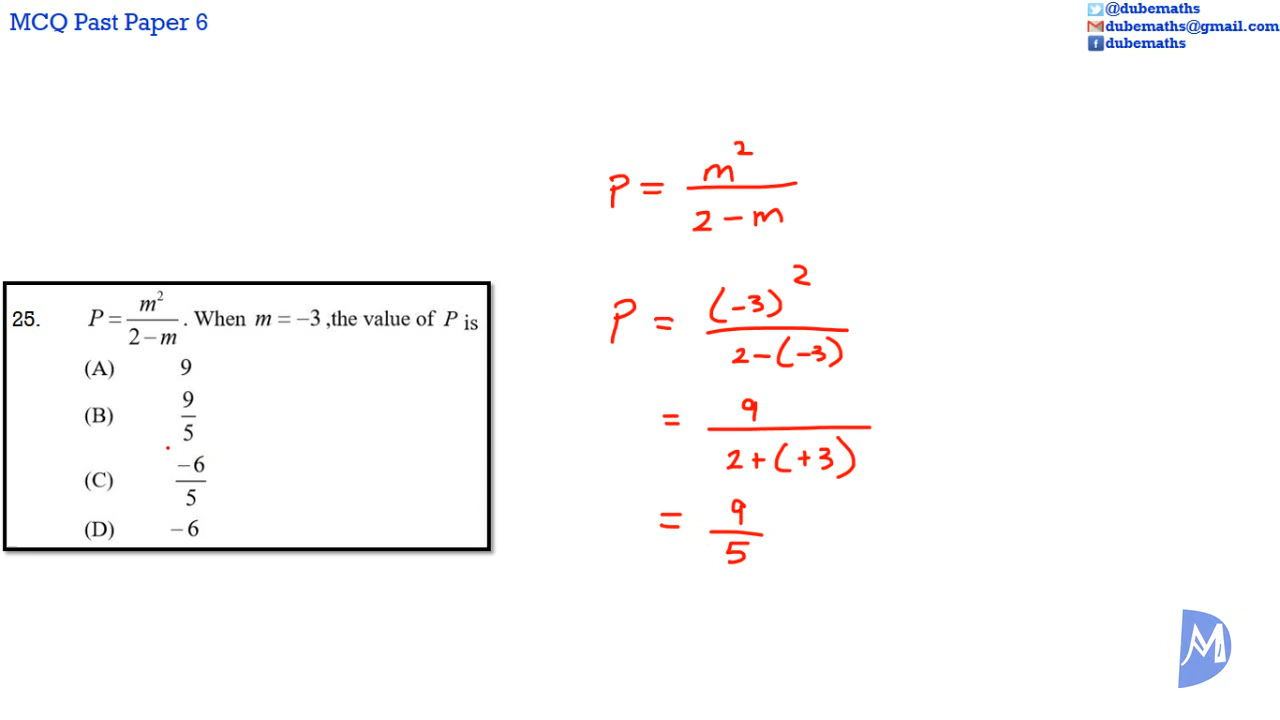 MCQ Past Paper 6
@dubemaths
dubemaths@gmail.com
dubemaths
25. P = m²/(2 − m) . When m = −3 ,the value of P is
(A) 9
(B) 9/5
(C) −6/5
(D) −6
P = m²/(2 − m)
P = (−3)²/(2 − (−3))
= 9/(2 + (+3))
= 9/5
DM